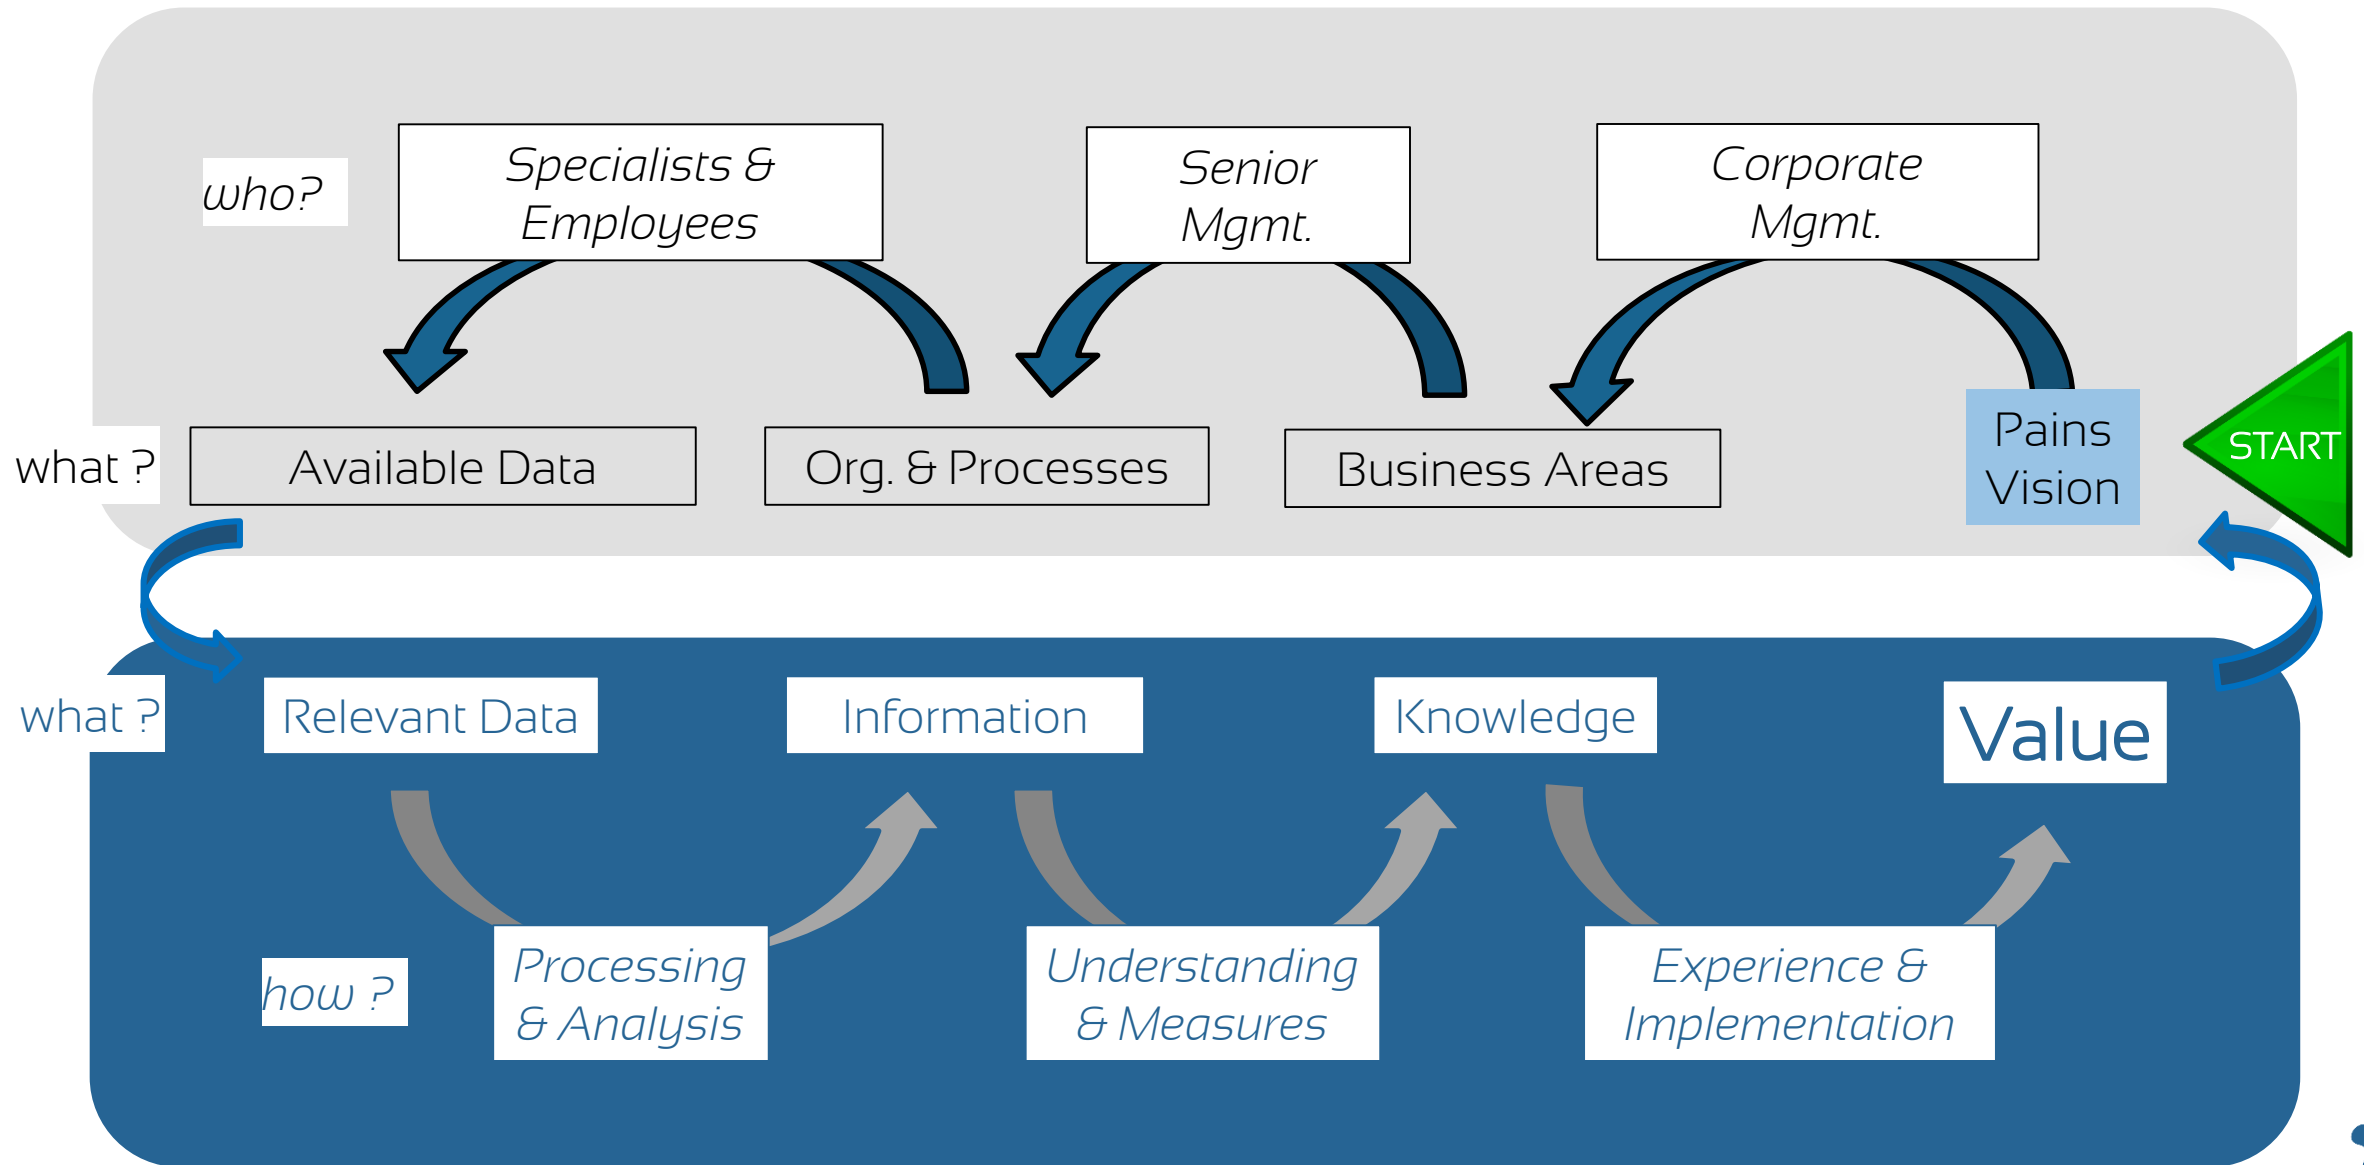 who?
Specialists &
Employees
Senior
Mgmt.
Corporate
Mgmt.
what ?
Available Data
Org. & Processes
Business Areas
Pains
Vision
START
what ?
Relevant Data
Information
Knowledge
Value
how ?
Processing
& Analysis
Understanding
& Measures
Experience &
Implementation